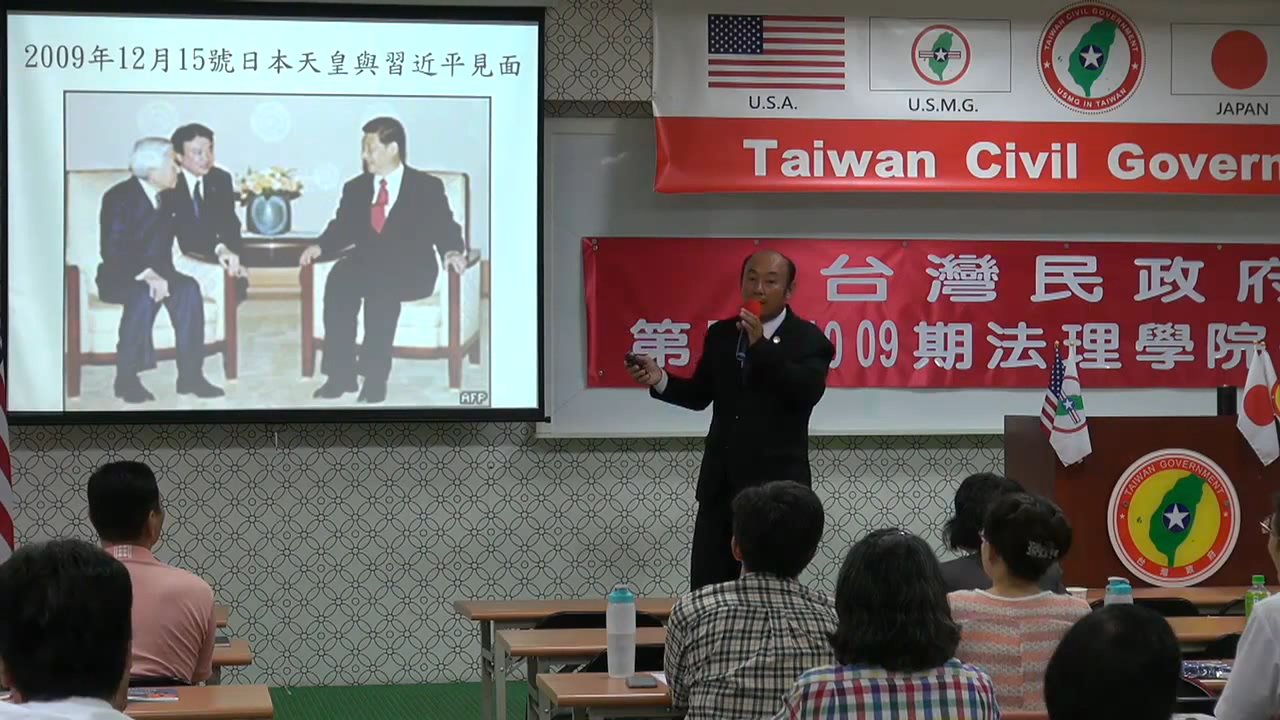 2009年12月15號日本天皇與習近平見面
AFP
U.S.A.
U.S.M.G.
TAIWAN CIVIL GOVERNMENT
USMG IN TAIWAN
JAPAN
Taiwan Civil Govern
台灣民政府
第 09期法理學院
TAIWAN GOVERNMENT
台灣政府